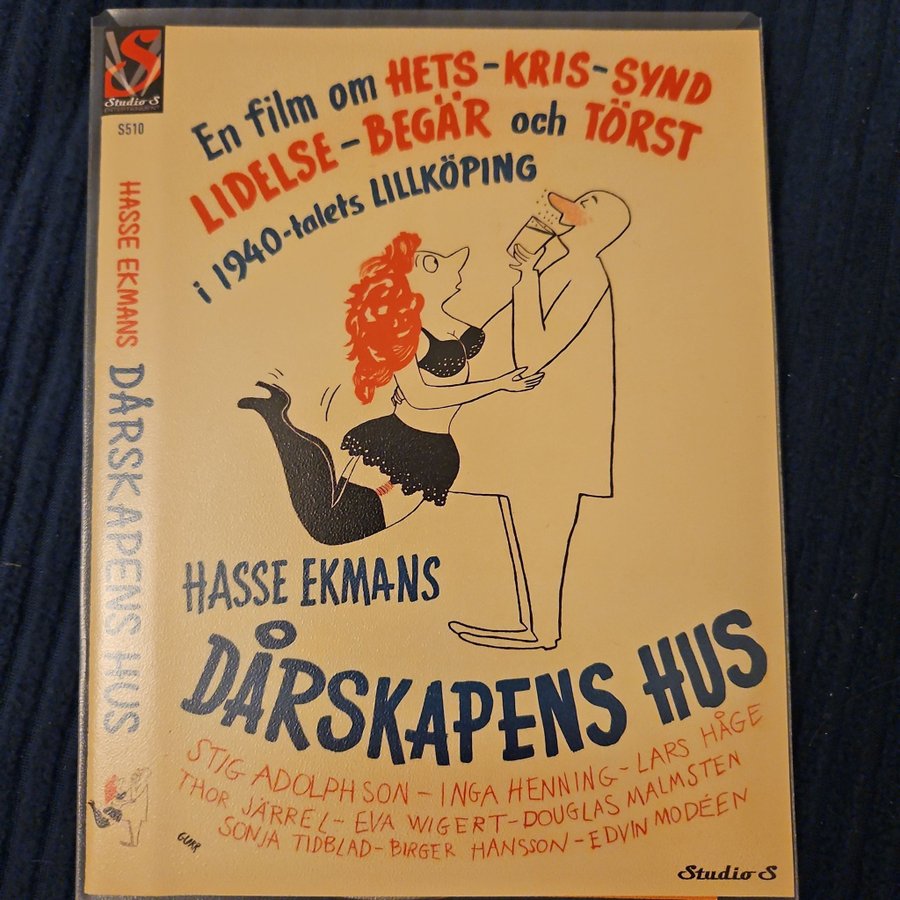 S
Studio S
ENTERTAINMENT
S510
HASSE EKMANS DÅRSKAPENS HUS
En film om HETS-KRIS-SYND
LIDELSE-BEGÄR och TÖRST
i 1940-talets LILLKÖPING
HASSE EKMANS
DÅRSKAPENS HUS
STIG ADOLPHSON - INGA HENNING - LARS HÅGE
THOR JÄRREL - EVA WIGERT - DOUGLAS MALMSTEN
SONJA TIDBLAD - BIRGER HANSSON - EDVIN MODÉEN
Studio S